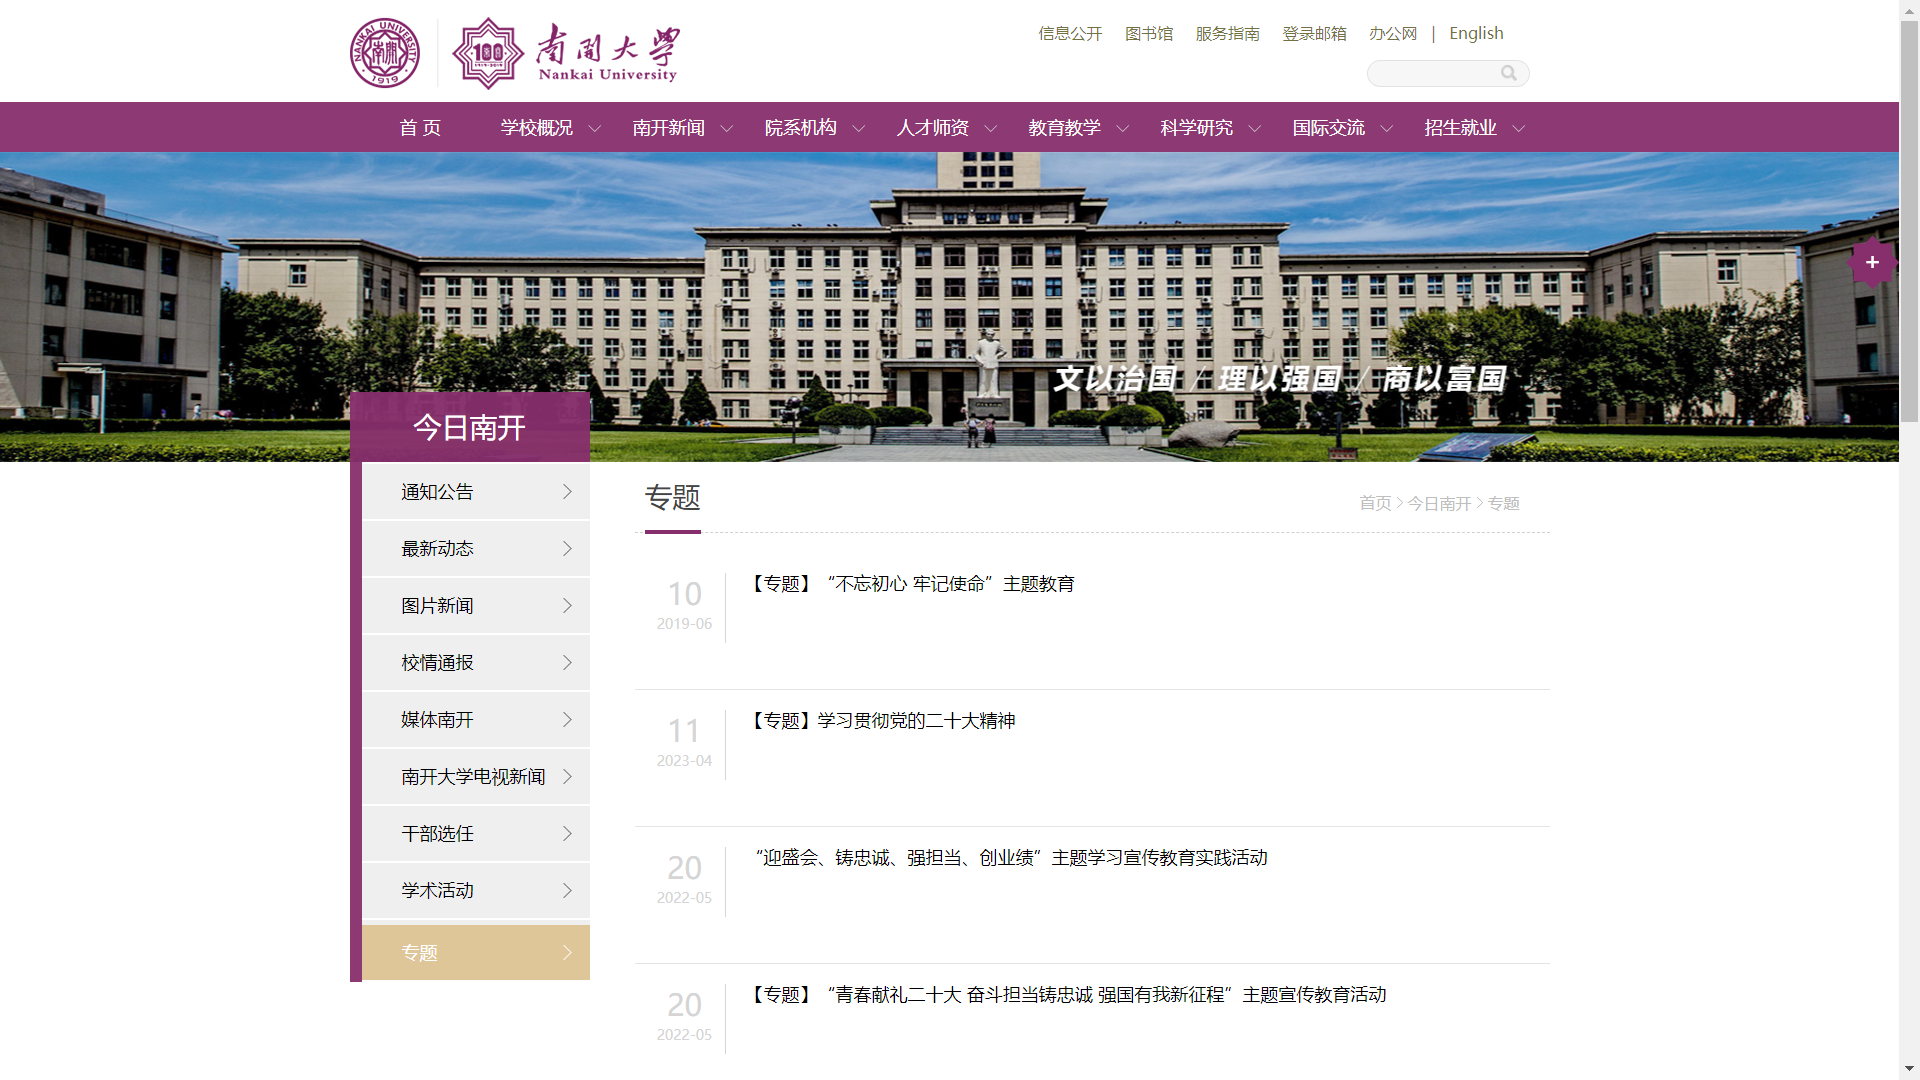 NANKAI UNIVERSITY
南開
1919
100
1919-2019
南開大學
Nankai University
信息公开 图书馆 服务指南 登录邮箱 办公网 | English
首 页 学校概况 南开新闻 院系机构 人才师资 教育教学 科学研究 国际交流 招生就业
+
文以治国 / 理以强国 / 商以富国
今日南开
通知公告
最新动态
图片新闻
校情通报
媒体南开
南开大学电视新闻
干部选任
学术活动
专题
专题
首页 > 今日南开 > 专题
10
2019-06
【专题】“不忘初心 牢记使命”主题教育
11
2023-04
【专题】学习贯彻党的二十大精神
20
2022-05
“迎盛会、铸忠诚、强担当、创业绩”主题学习宣传教育实践活动
20
2022-05
【专题】“青春献礼二十大 奋斗担当铸忠诚 强国有我新征程”主题宣传教育活动